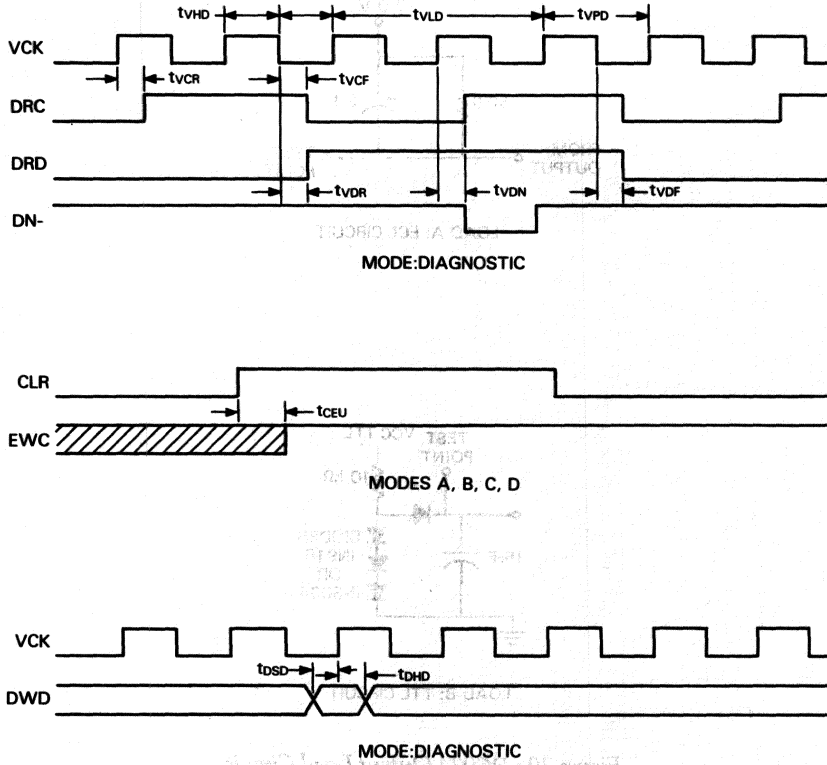 tVHD tVLD tVPD
VCK
tVCR tVCF
DRC
DRD
tVDR tVDN tVDF
DN-
MODE:DIAGNOSTIC
CLR
tCEU
EWC
MODES A, B, C, D
VCK
tDSD tDHD
DWD
MODE:DIAGNOSTIC